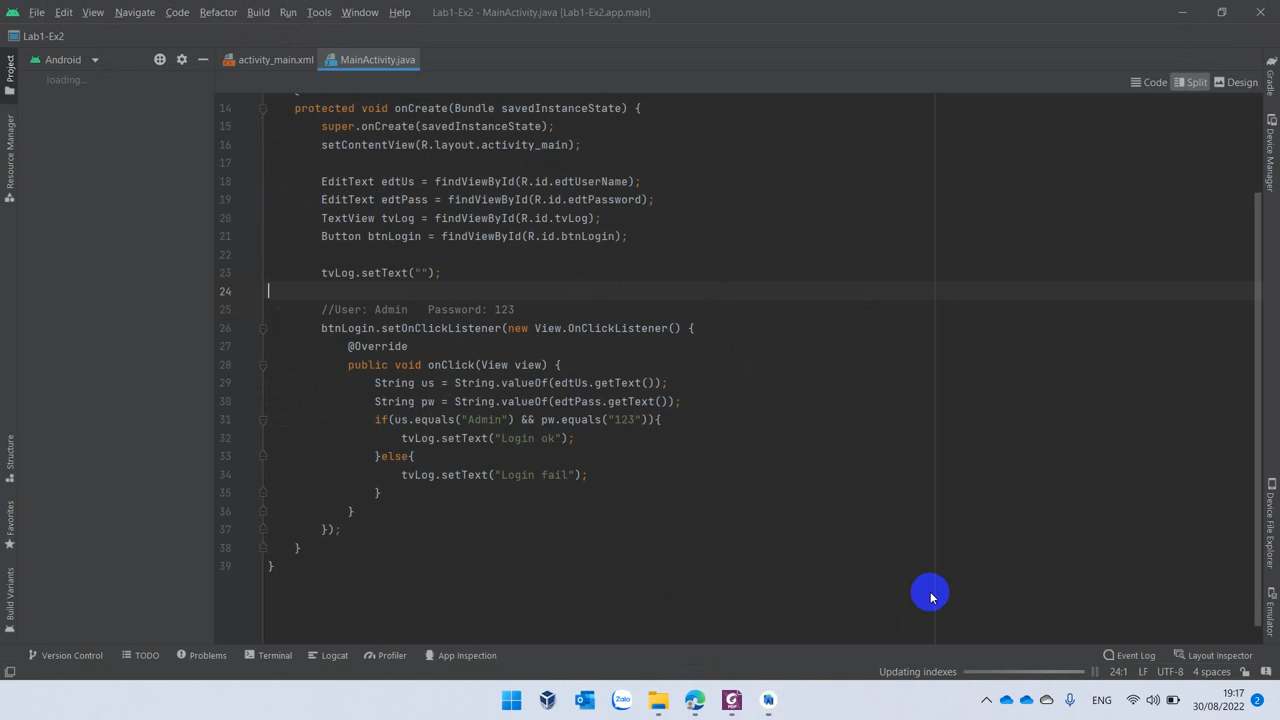 File Edit View Navigate Code Refactor Build Run Tools Window Help Lab1-Ex2 - MainActivity.java [Lab1-Ex2.app.main]
Lab1-Ex2
Android activity_main.xml MainActivity.java
loading...
Code Split Design
14 protected void onCreate(Bundle savedInstanceState) {
15 super.onCreate(savedInstanceState);
16 setContentView(R.layout.activity_main);
17
18 EditText edtUs = findViewById(R.id.edtUserName);
19 EditText edtPass = findViewById(R.id.edtPassword);
20 TextView tvLog = findViewById(R.id.tvLog);
21 Button btnLogin = findViewById(R.id.btnLogin);
22
23 tvLog.setText("");
24
25 //User: Admin Password: 123
26 btnLogin.setOnClickListener(new View.OnClickListener() {
27 @Override
28 public void onClick(View view) {
29 String us = String.valueOf(edtUs.getText());
30 String pw = String.valueOf(edtPass.getText());
31 if(us.equals("Admin") && pw.equals("123")){
32 tvLog.setText("Login ok");
33 }else{
34 tvLog.setText("Login fail");
35 }
36 }
37 });
38 }
39 }
Project
Resource Manager
Structure
Favorites
Build Variants
Gradle
Device Manager
Device File Explorer
Emulator
Version Control TODO Problems Terminal Logcat Profiler App Inspection Event Log Layout Inspector
Updating indexes 24:1 LF UTF-8 4 spaces
Zalo PDF ENG 19:17
30/08/2022 2